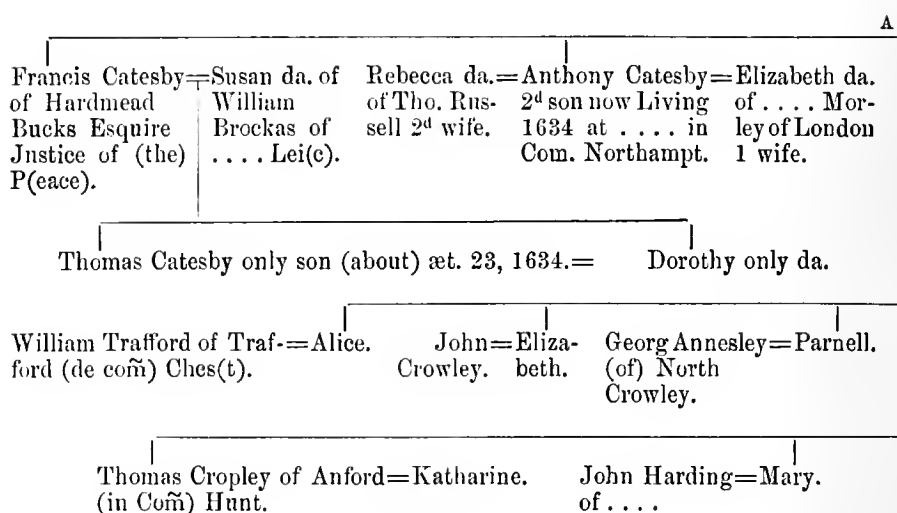 A
Francis Catesby=Susan da. of Rebecca da.=Anthony Catesby=Elizabeth da.
of Hardmead William of Tho. Rus- 2d son now Living of . . . . Mor-
Bucks Esquire Brockas of sell 2d wife. 1634 at . . . . in ley of London
Justice of (the) . . . . Lei(c). Com. Northampt. 1 wife.
P(eace).
Thomas Catesby only son (about) æt. 23, 1634.= Dorothy only da.
William Trafford of Traf-=Alice. John=Eliza- Georg Annesley=Parnell.
ford (de com̃) Ches(t). Crowley. beth. (of) North
Crowley.
Thomas Cropley of Anford=Katharine. John Harding=Mary.
(in Com̃) Hunt. of . . . .